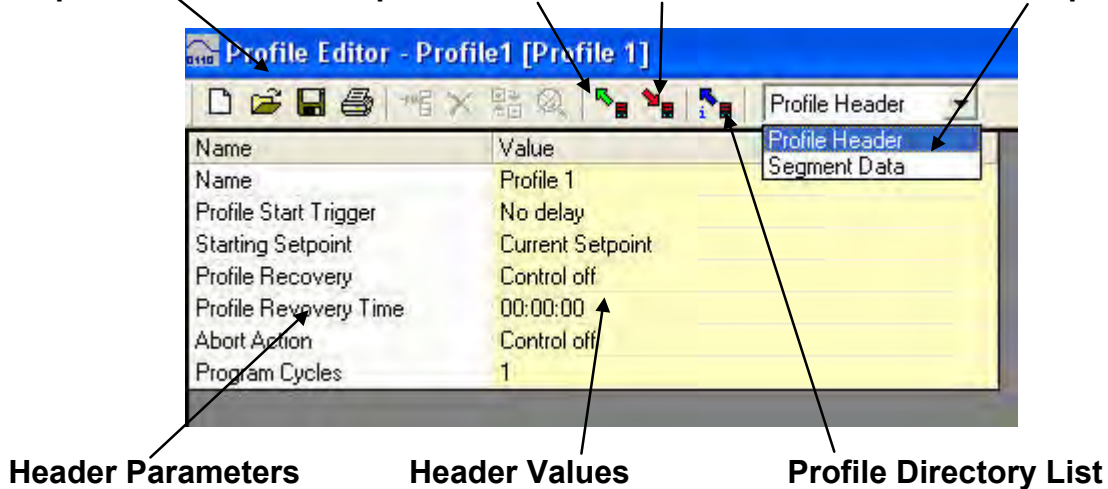 Profile Editor - Profile1 [Profile 1]
Profile Header
Profile Header
Segment Data
Name Value
Name Profile 1
Profile Start Trigger No delay
Starting Setpoint Current Setpoint
Profile Recovery Control off
Profile Revovery Time 00:00:00
Abort Action Control off
Program Cycles 1
Header Parameters Header Values Profile Directory List